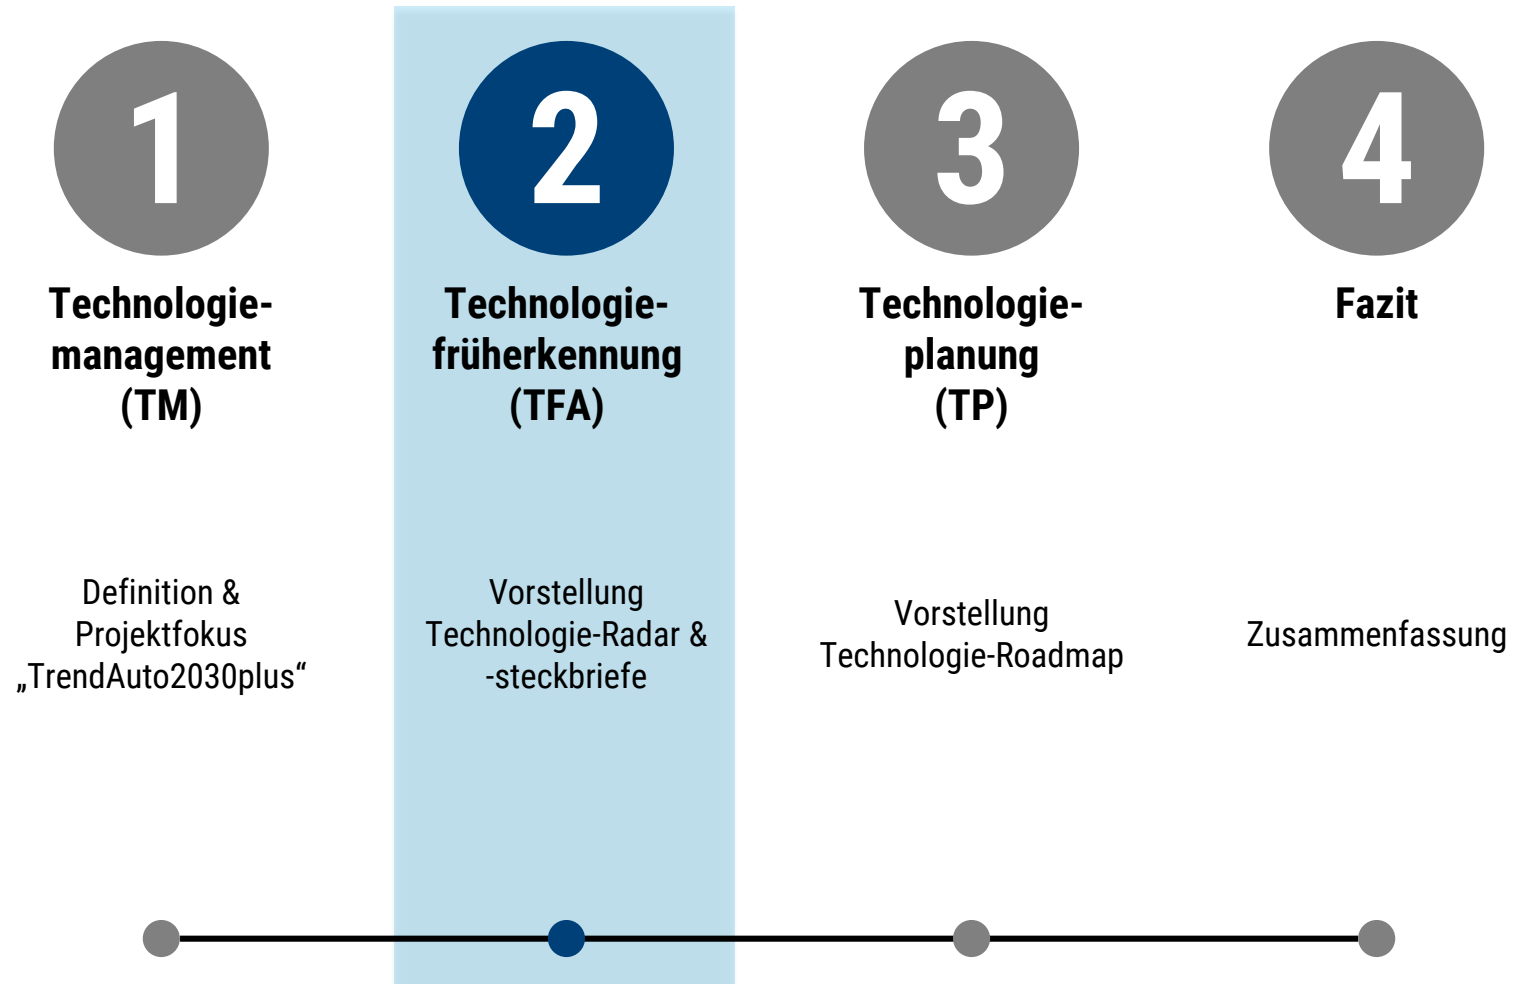 1
Technologie-
management
(TM)
Definition &
Projektfokus
„TrendAuto2030plus“
2
Technologie-
früherkennung
(TFA)
Vorstellung
Technologie-Radar &
-steckbriefe
3
Technologie-
planung
(TP)
Vorstellung
Technologie-Roadmap
4
Fazit
Zusammenfassung